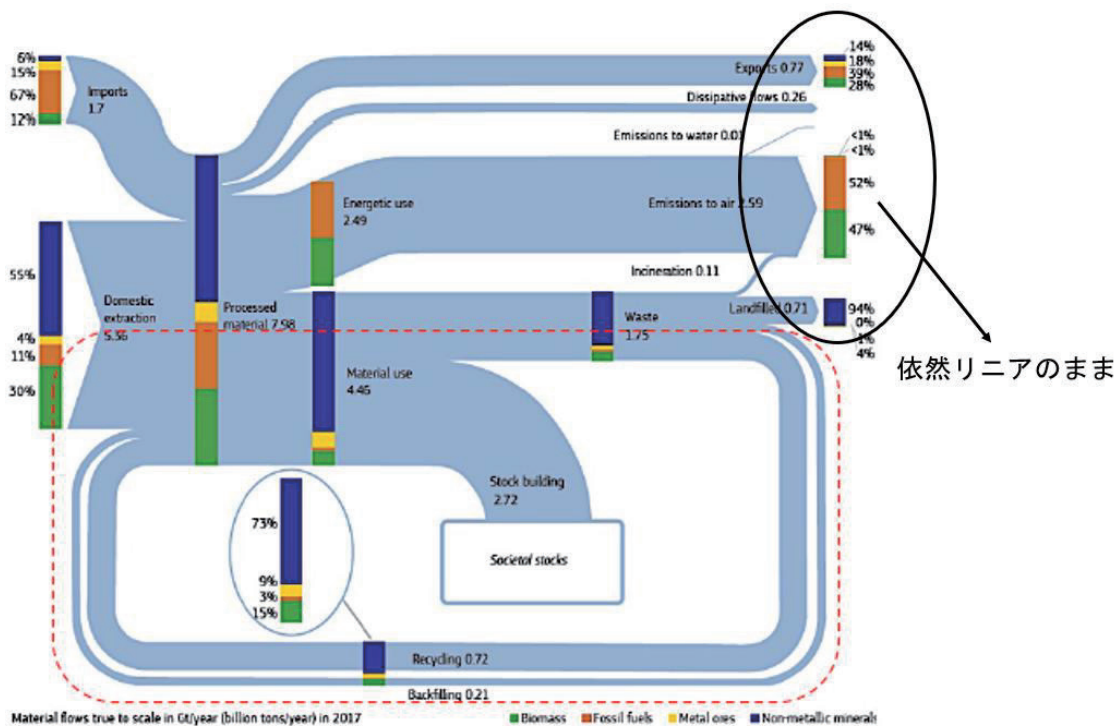 6%
15%
67%
12%
Imports
1.7
14%
18%
39%
28%
Exports 0.77
Dissipative flows 0.26
Emissions to water 0.01
<1%
<1%
52%
47%
Energetic use
2.49
Emissions to air 2.59
Incineration 0.11
55%
4%
11%
30%
Domestic
extraction
5.36
Processed
material 7.98
Waste
1.75
Landfilled 0.71
94%
0%
1%
4%
依然リニアのまま
Material use
4.46
Stock building
2.72
73%
9%
3%
15%
Societal stocks
Recycling 0.72
Backfilling 0.21
Material flows true to scale in Gt/year (billion tons/year) in 2017
Biomass
Fossil fuels
Metal ores
Non-metallic minerals